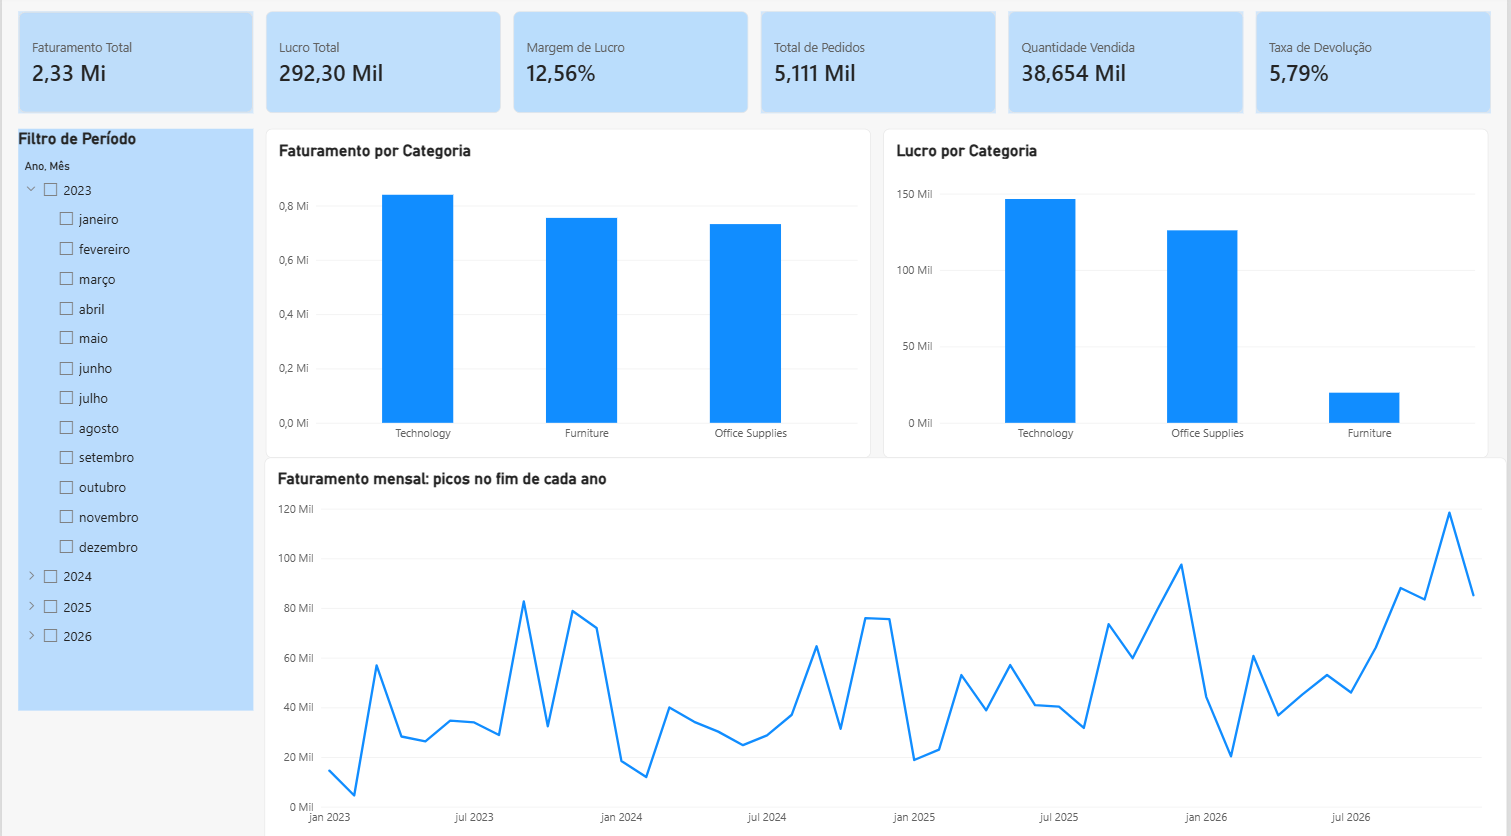 Faturamento Total
2,33 Mi
Lucro Total
292,30 Mil
Margem de Lucro
12,56%
Total de Pedidos
5,111 Mil
Quantidade Vendida
38,654 Mil
Taxa de Devolução
5,79%
Filtro de Período
Ano, Mês
2023
janeiro
fevereiro
março
abril
maio
junho
julho
agosto
setembro
outubro
novembro
dezembro
2024
2025
2026
Faturamento por Categoria
0,8 Mi
0,6 Mi
0,4 Mi
0,2 Mi
0,0 Mi
Technology
Furniture
Office Supplies
Lucro por Categoria
150 Mil
100 Mil
50 Mil
0 Mil
Technology
Office Supplies
Furniture
Faturamento mensal: picos no fim de cada ano
120 Mil
100 Mil
80 Mil
60 Mil
40 Mil
20 Mil
0 Mil
jan 2023
jul 2023
jan 2024
jul 2024
jan 2025
jul 2025
jan 2026
jul 2026